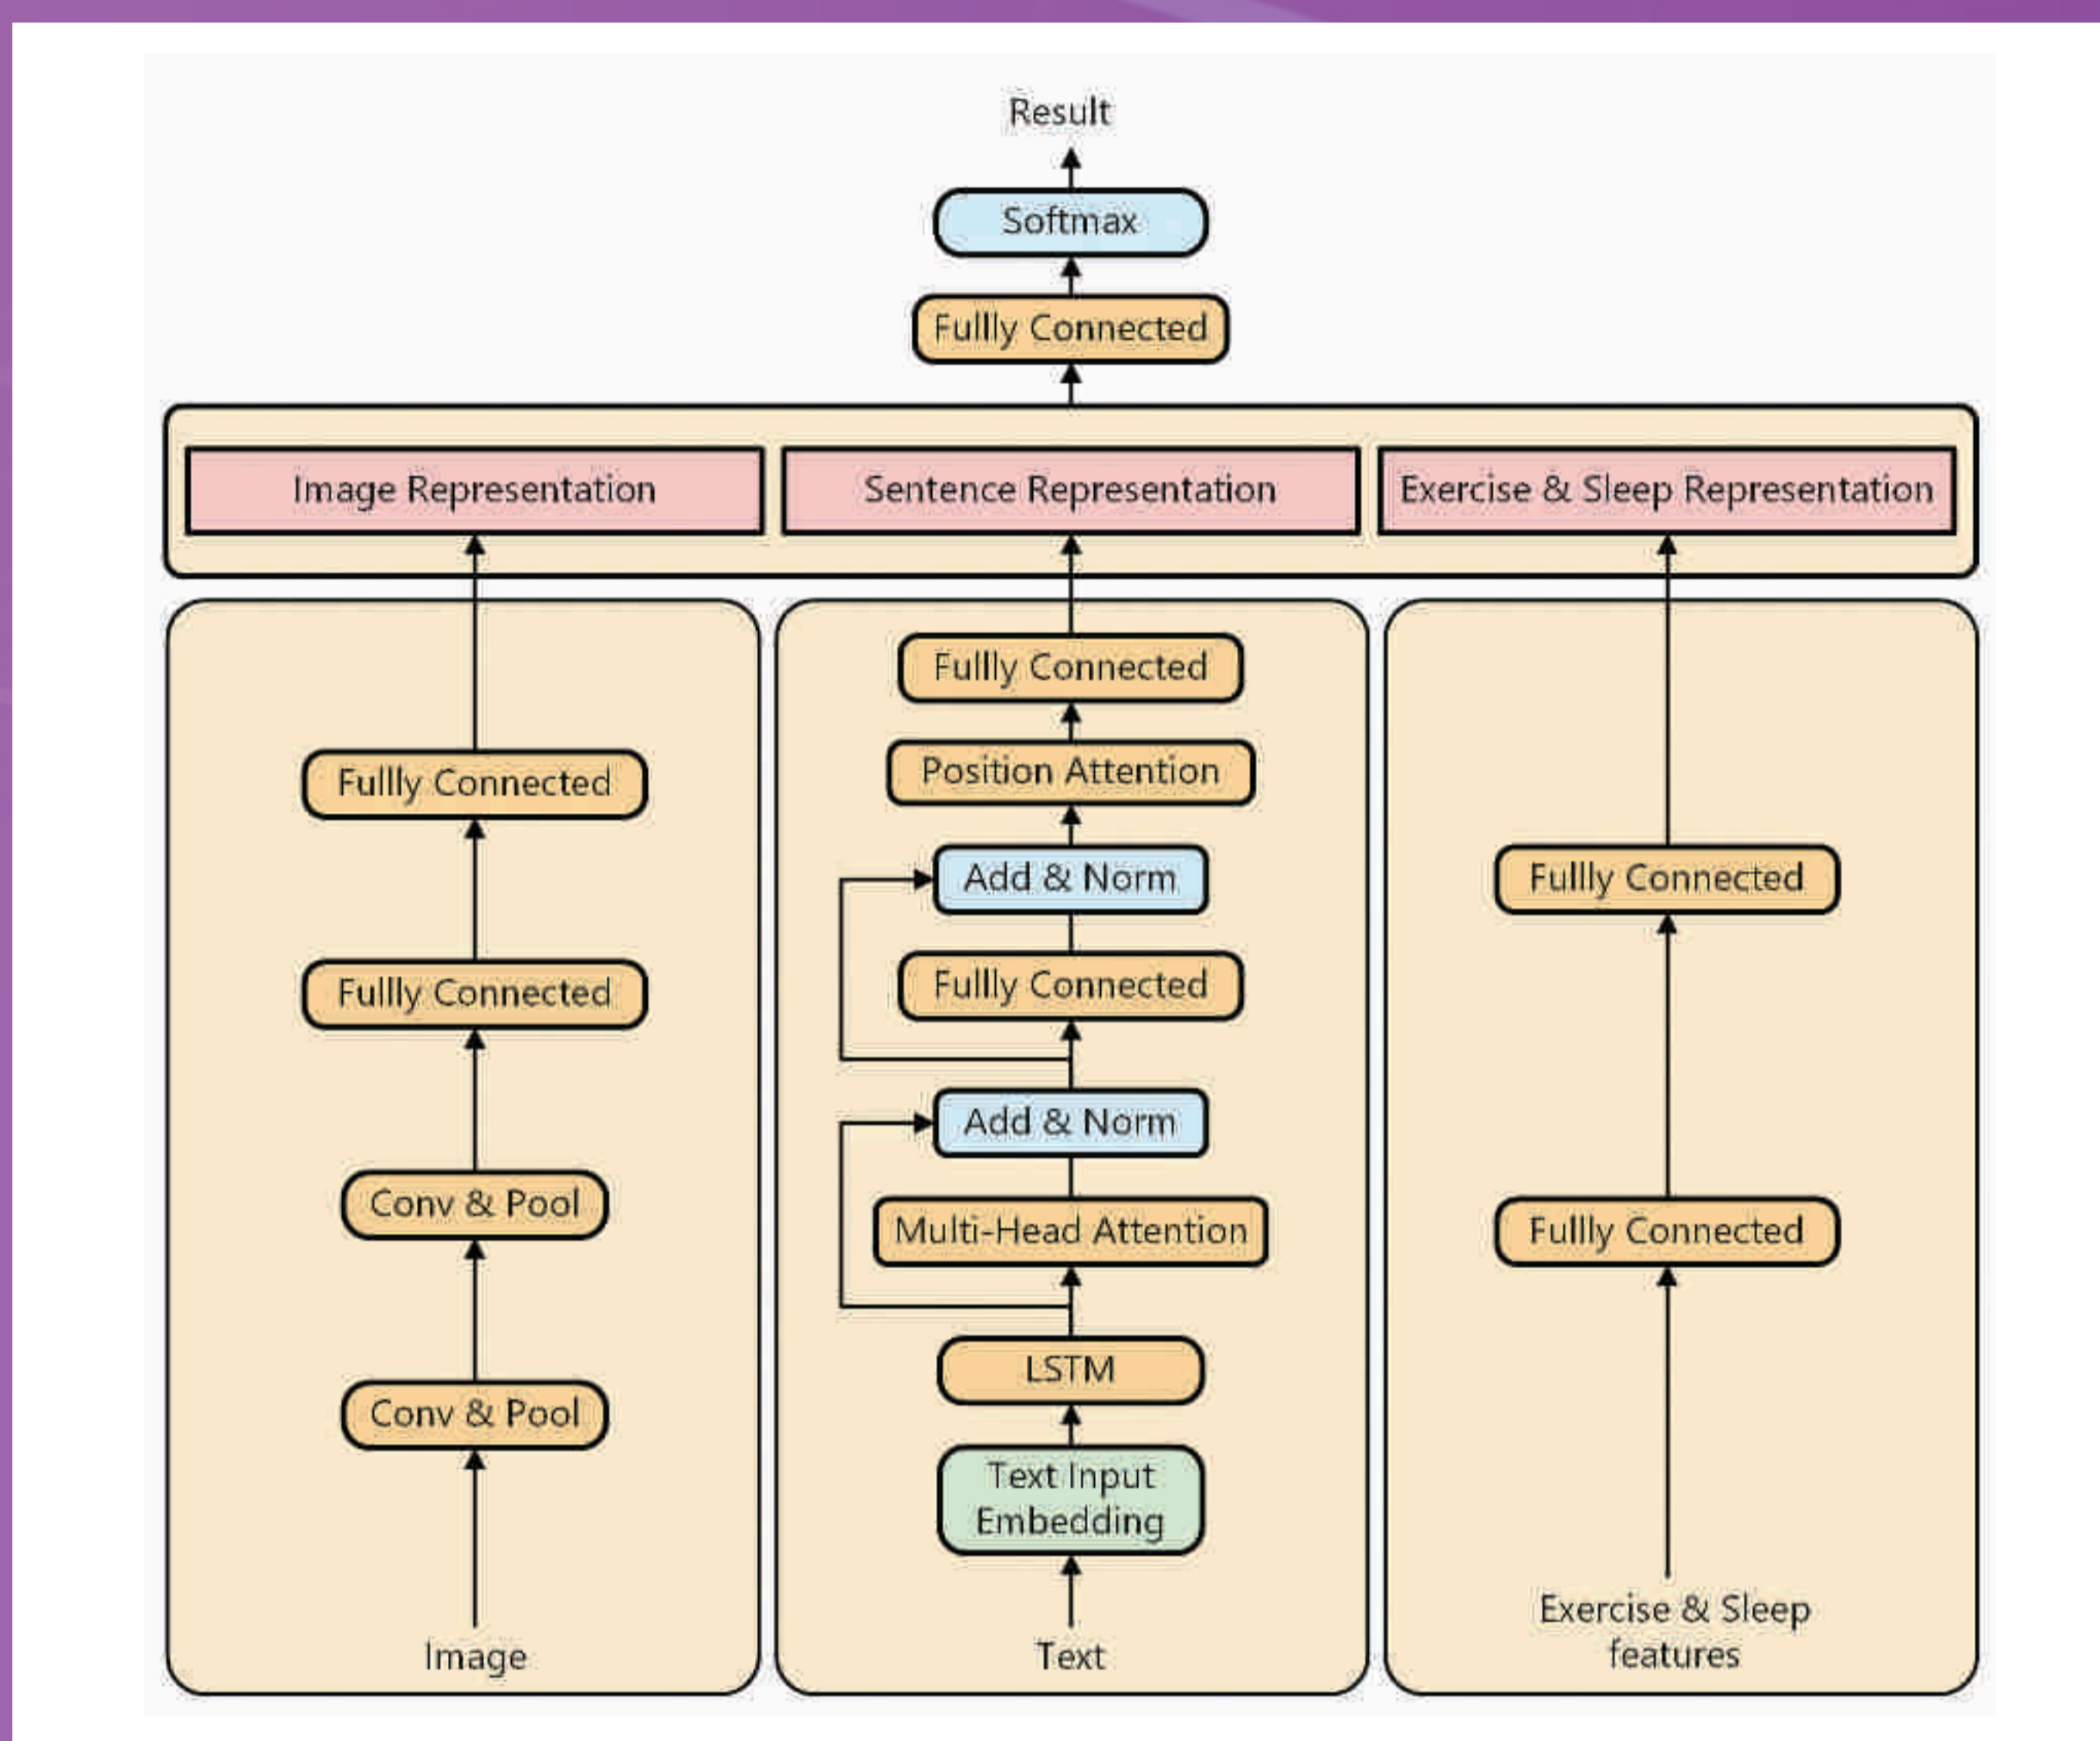 Result
Softmax
Fullly Connected
Image Representation
Sentence Representation
Exercise & Sleep Representation
Fullly Connected
Fullly Connected
Conv & Pool
Conv & Pool
Image
Fullly Connected
Position Attention
Add & Norm
Fullly Connected
Add & Norm
Multi-Head Attention
LSTM
Text Input
Embedding
Text
Fullly Connected
Fullly Connected
Exercise & Sleep
features